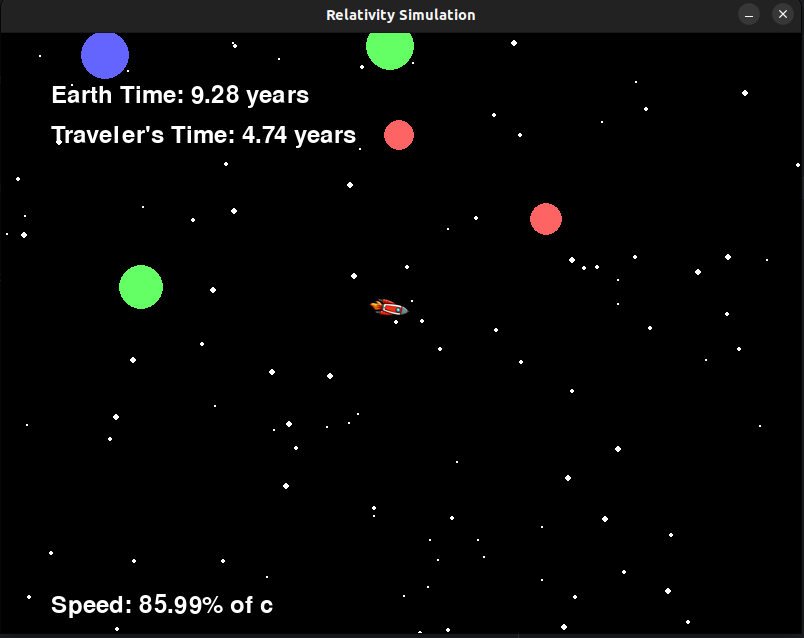 Relativity Simulation
Earth Time: 9.28 years
Traveler's Time: 4.74 years
Speed: 85.99% of c